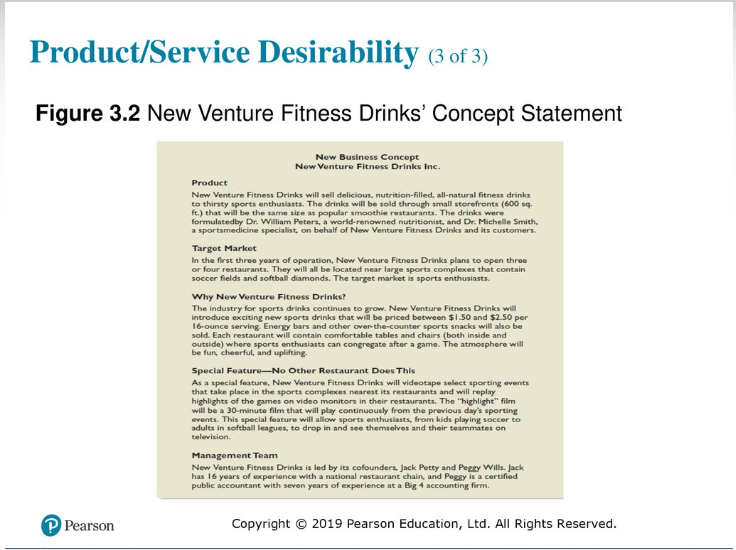 Product/Service Desirability (3 of 3)
Figure 3.2 New Venture Fitness Drinks’ Concept Statement
New Business Concept
New Venture Fitness Drinks Inc.
Product
New Venture Fitness Drinks will sell delicious, nutrition-filled, all-natural fitness drinks
to thirsty sports enthusiasts. The drinks will be sold through small storefronts (600 sq.
ft.) that will be the same size as popular smoothie restaurants. The drinks were
formulatedby Dr. William Peters, a world-renowned nutritionist, and Dr. Michelle Smith,
a sportsmedicine specialist, on behalf of New Venture Fitness Drinks and its customers.
Target Market
In the first three years of operation, New Venture Fitness Drinks plans to open three
or four restaurants. They will all be located near large sports complexes that contain
soccer fields and softball diamonds. The target market is sports enthusiasts.
Why New Venture Fitness Drinks?
The industry for sports drinks continues to grow. New Venture Fitness Drinks will
introduce exciting new sports drinks that will be priced between $1.50 and $2.50 per
16-ounce serving. Energy bars and other over-the-counter sports snacks will also be
sold. Each restaurant will contain comfortable tables and chairs (both inside and
outside) where sports enthusiasts can congregate after a game. The atmosphere will
be fun, cheerful, and uplifting.
Special Feature—No Other Restaurant Does This
As a special feature, New Venture Fitness Drinks will videotape select sporting events
that take place in the sports complexes nearest its restaurants and will replay
highlights of the games on video monitors in their restaurants. The “highlight” film
will be a 30-minute film that will play continuously from the previous day’s sporting
events. This special feature will allow sports enthusiasts, from kids playing soccer to
adults in softball leagues, to drop in and see themselves and their teammates on
television.
Management Team
New Venture Fitness Drinks is led by its cofounders, Jack Petty and Peggy Wills. Jack
has 16 years of experience with a national restaurant chain, and Peggy is a certified
public accountant with seven years of experience at a Big 4 accounting firm.
Pearson
Copyright © 2019 Pearson Education, Ltd. All Rights Reserved.